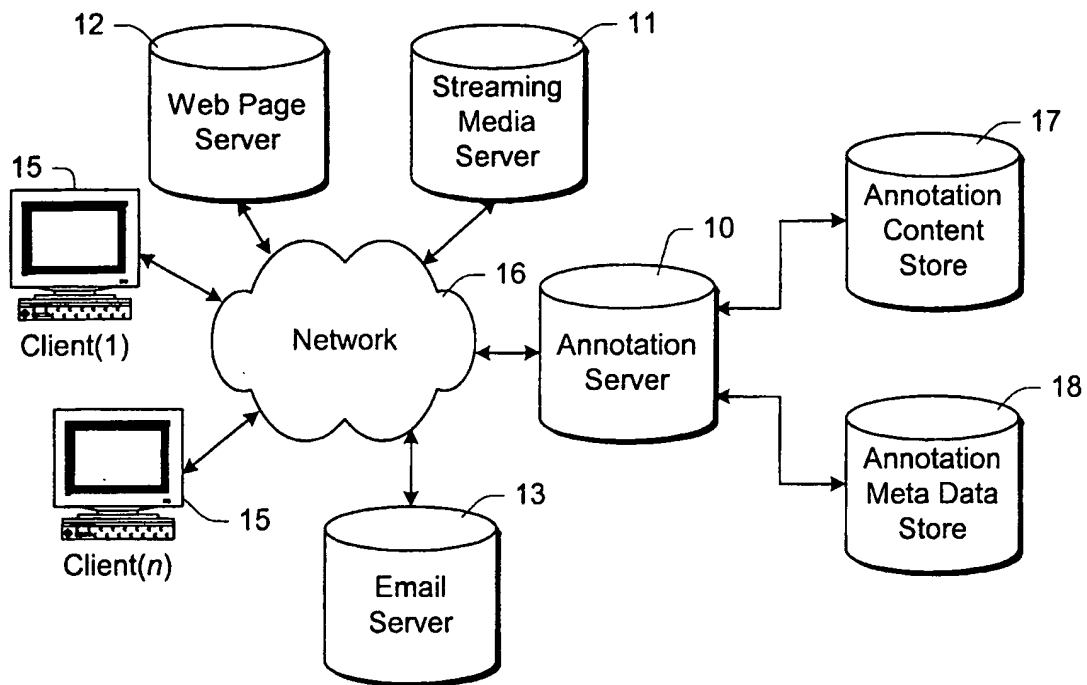 12
Web Page
Server
11
Streaming
Media
Server
17
Annotation
Content
Store
15
Client(1)
16
Network
10
Annotation
Server
18
Annotation
Meta Data
Store
15
Client(n)
13
Email
Server